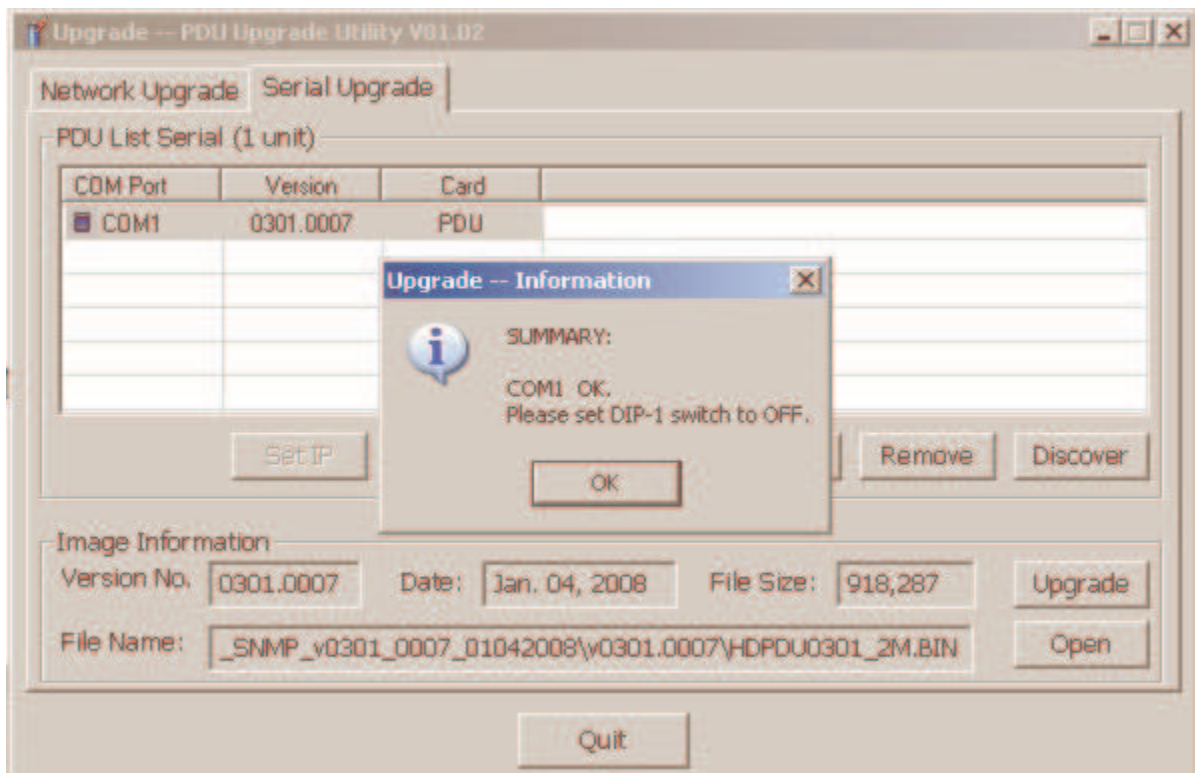 Upgrade -- PDU Upgrade Utility V01.02
Network Upgrade Serial Upgrade
PDU List Serial (1 unit)
COM Port Version Card
COM1 0301.0007 PDU
Upgrade -- Information
SUMMARY:
COM1 OK.
Please set DIP-1 switch to OFF.
OK
Set IP Remove Discover
Image Information
Version No. 0301.0007 Date: Jan. 04, 2008 File Size: 918,287 Upgrade
File Name: _SNMP_v0301_0007_01042008\v0301.0007\HDPDU0301_2M.BIN Open
Quit